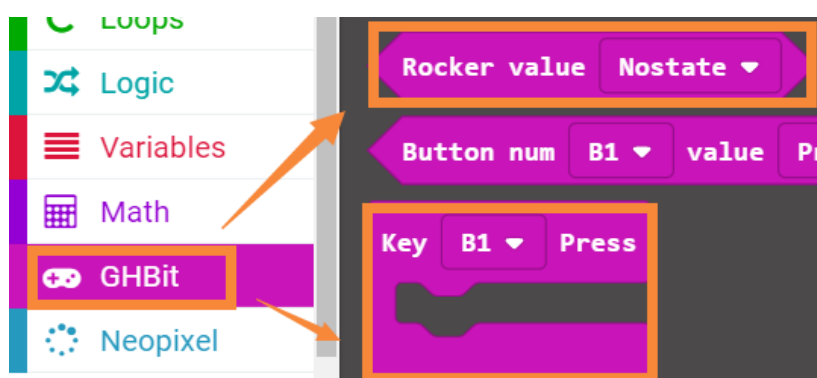 Loops
Logic
Variables
Math
GHBit
Neopixel
Rocker value Nostate
Button num B1 value
Key B1 Press